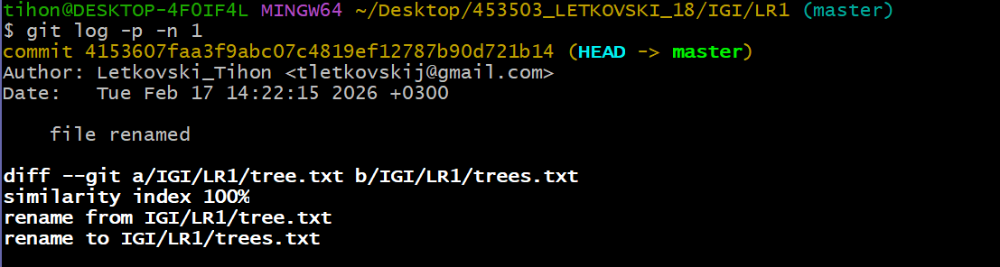 tihon@DESKTOP-4F0IF4L MINGW64 ~/Desktop/453503_LETKOVSKI_18/IGI/LR1 (master)
$ git log -p -n 1
commit 4153607faa3f9abc07c4819ef12787b90d721b14 (HEAD -> master)
Author: Letkovski_Tihon <tletkovskij@gmail.com>
Date:   Tue Feb 17 14:22:15 2026 +0300
    file renamed
diff --git a/IGI/LR1/tree.txt b/IGI/LR1/trees.txt
similarity index 100%
rename from IGI/LR1/tree.txt
rename to IGI/LR1/trees.txt